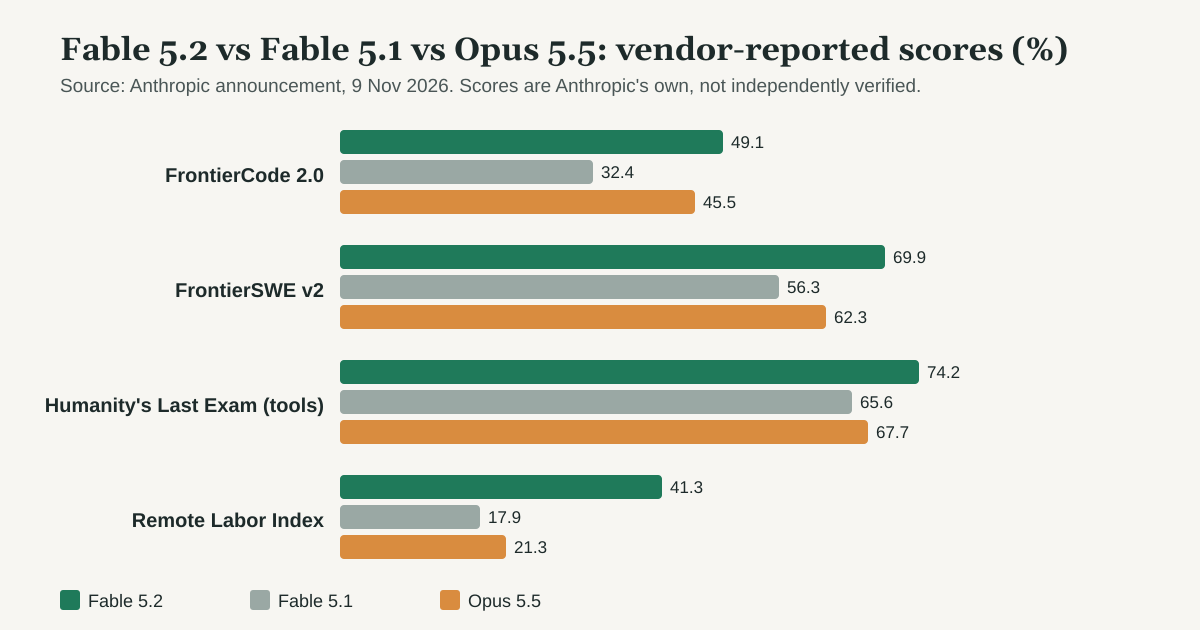 Fable 5.2 vs Fable 5.1 vs Opus 5.5: vendor-reported scores (%)
Source: Anthropic announcement, 9 Nov 2026. Scores are Anthropic's own, not independently verified.
FrontierCode 2.0
49.1
32.4
45.5
FrontierSWE v2
69.9
56.3
62.3
Humanity's Last Exam (tools)
74.2
65.6
67.7
Remote Labor Index
41.3
17.9
21.3
Fable 5.2
Fable 5.1
Opus 5.5